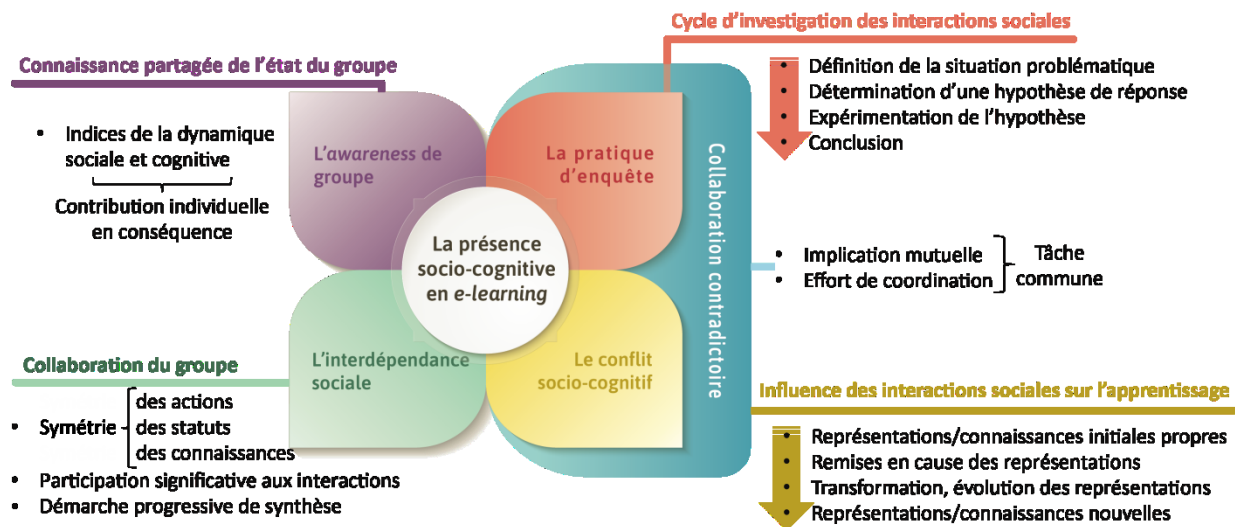 Cycle d'investigation des interactions sociales
Définition de la situation problématique
Détermination d'une hypothèse de réponse
Expérimentation de l'hypothèse
Conclusion
Connaissance partagée de l'état du groupe
Indices de la dynamique
sociale et cognitive
Contribution individuelle
en conséquence
L'awareness de
groupe
La pratique
d'enquête
Collaboration contradictoire
La présence
socio-cognitive
en e-learning
Implication mutuelle
Effort de coordination
Tâche
commune
L'interdépendance
sociale
Le conflit
socio-cognitif
Collaboration du groupe
Symétrie
des actions
des statuts
des connaissances
Participation significative aux interactions
Démarche progressive de synthèse
Influence des interactions sociales sur l'apprentissage
Représentations/connaissances initiales propres
Remises en cause des représentations
Transformation, évolution des représentations
Représentations/connaissances nouvelles